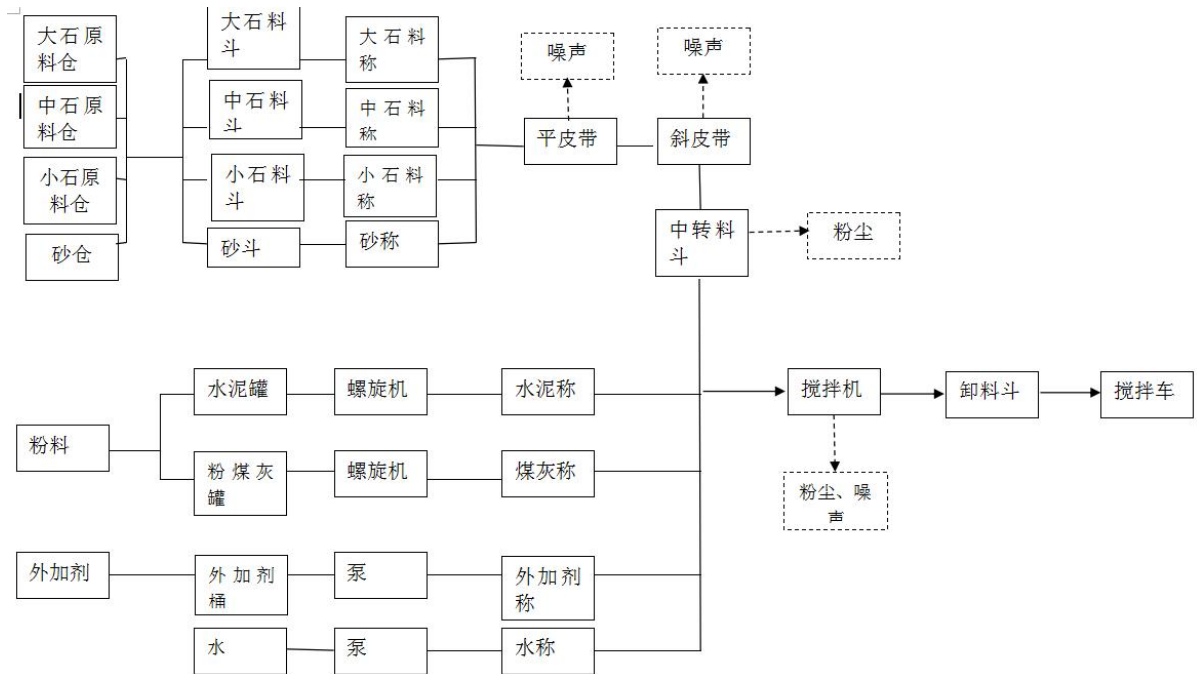 大石原
料仓
大石料
斗
大石料
称
噪声
噪声
中石原
料仓
中石料
斗
中石料
称
平皮带
斜皮带
小石原
料仓
小石料
斗
小石料
称
砂仓
砂斗
砂称
中转料
斗
粉尘
粉料
水泥罐
螺旋机
水泥称
搅拌机
卸料斗
搅拌车
粉煤灰
罐
螺旋机
煤灰称
粉尘、噪
声
外加剂
外加剂
桶
泵
外加剂
称
水
泵
水称